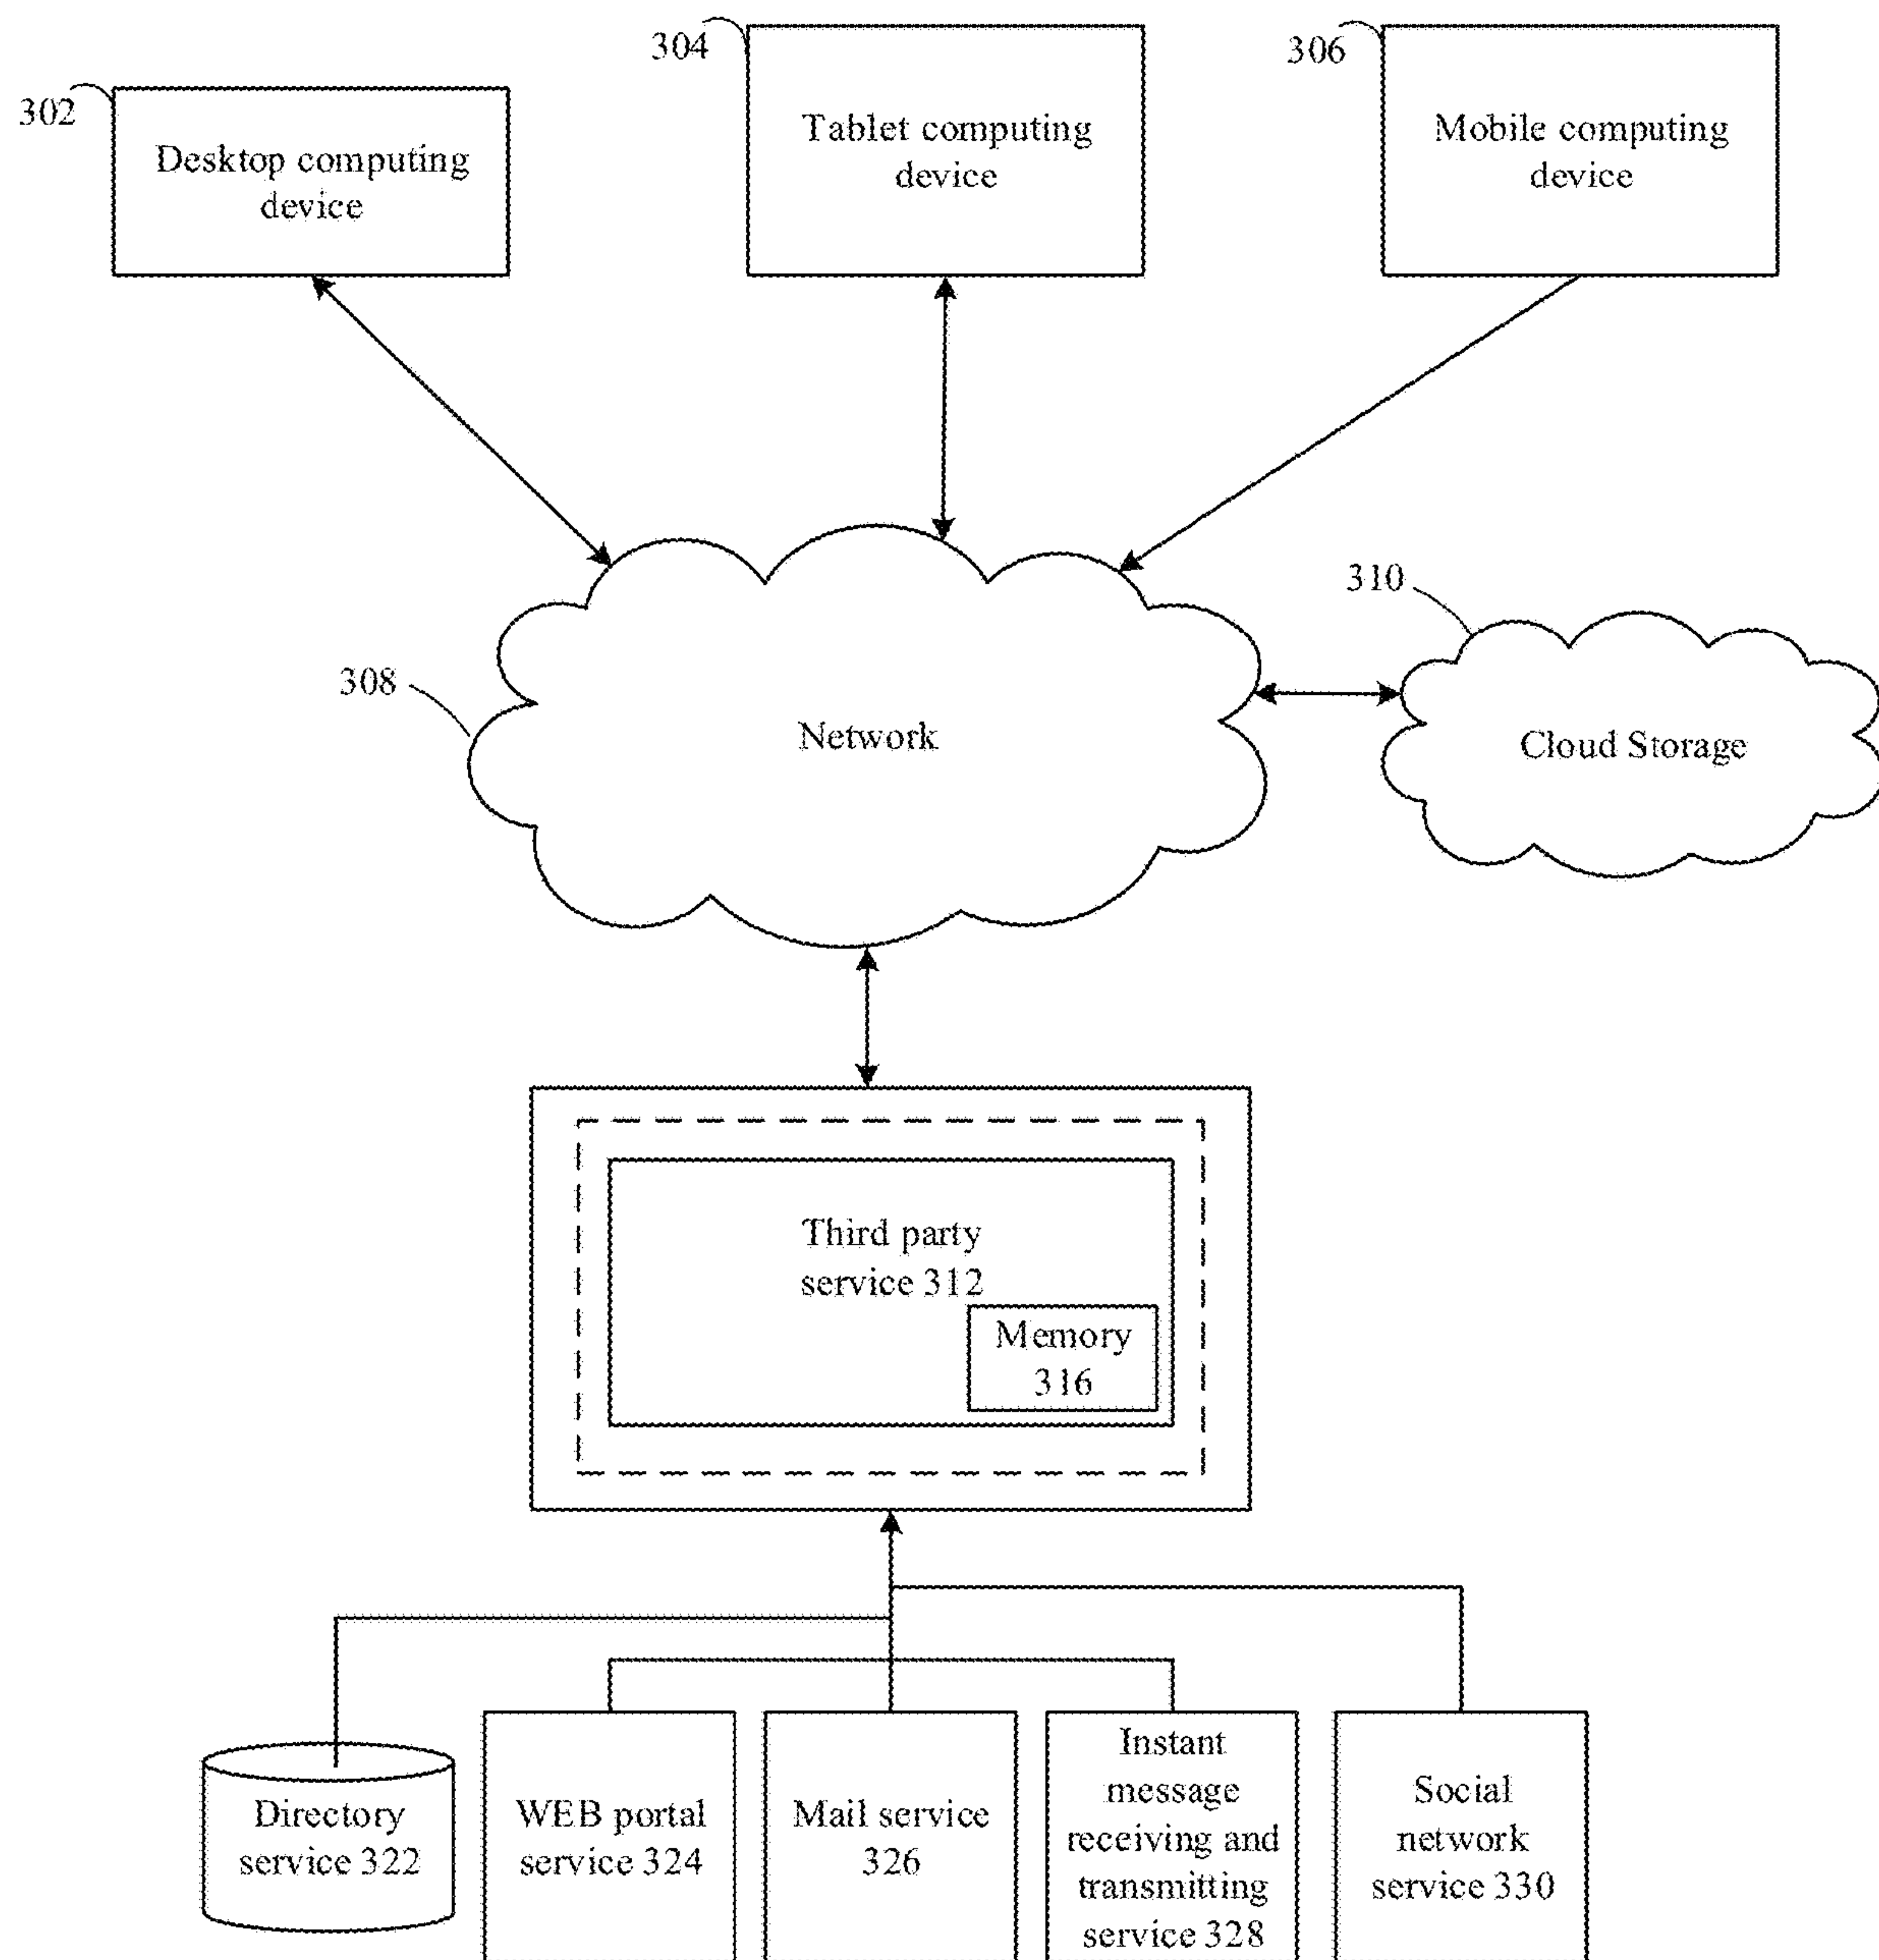 302
Desktop computing
device
304
Tablet computing
device
306
Mobile computing
device
308
Network
310
Cloud Storage
Third party
service 312
Memory
316
Directory
service 322
WEB portal
service 324
Mail service
326
Instant
message
receiving and
transmitting
service 328
Social
network
service 330